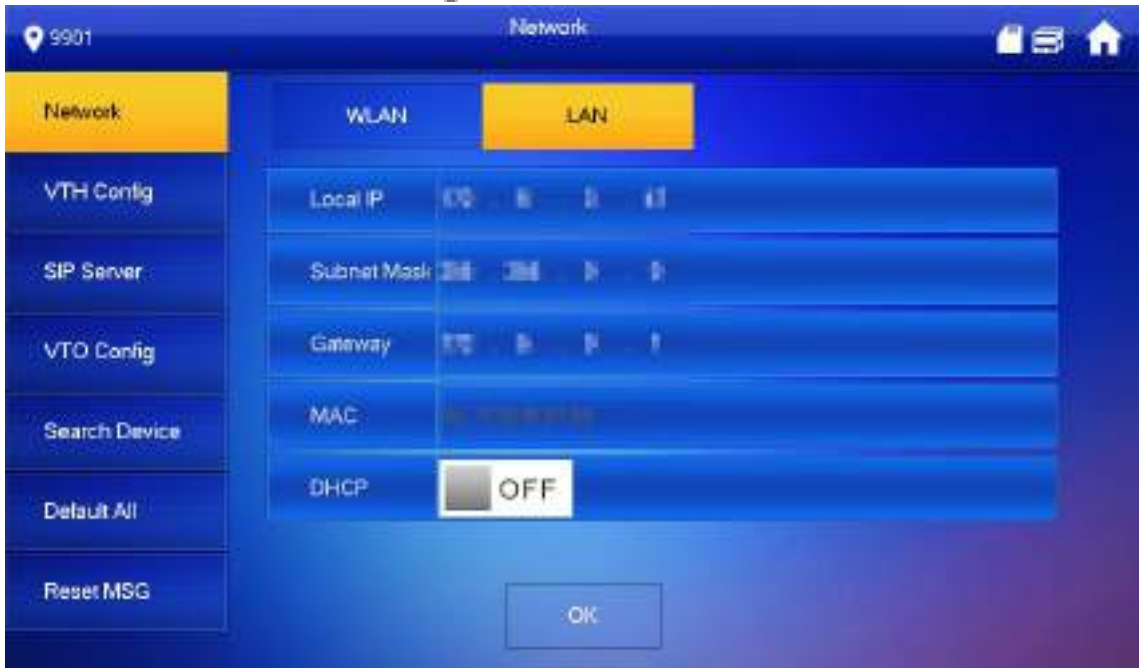 9901
Network
Network
WLAN
LAN
VTH Config
Local IP
SIP Server
Subnet Mask
VTO Config
Gateway
Search Device
MAC
Default All
DHCP
OFF
Reset MSG
OK